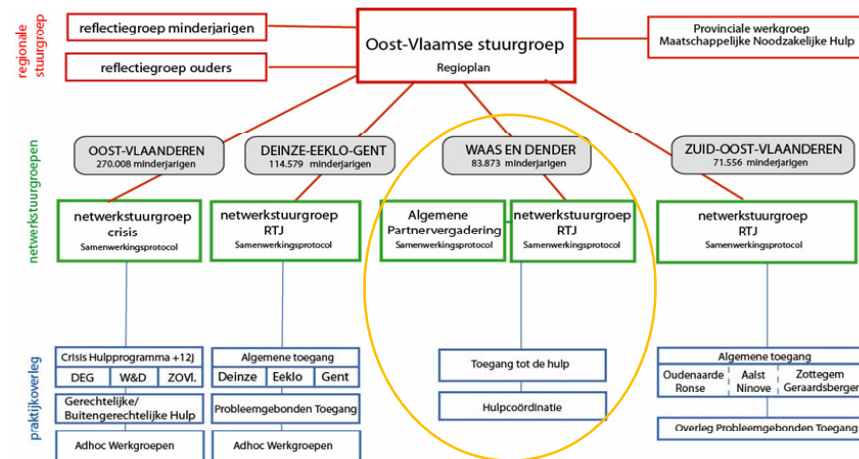 regionale
stuurgroep
reflectiegroep minderjarigen
reflectiegroep ouders
Oost-Vlaamse stuurgroep
Regioplan
Provinciale werkgroep
Maatschappelijke Noodzakelijke Hulp
netwerkstuurgroepen
OOST-VLAANDEREN
270.008 minderjarigen
DEINZE-EEKLO-GENT
114.579 minderjarigen
WAAS EN DENDER
83.873 minderjarigen
ZUID-OOST-VLAANDEREN
71.556 minderjarigen
netwerkstuurgroep
crisis
Samenwerkingsprotocol
netwerkstuurgroep
RTJ
Samenwerkingsprotocol
Algemene
Partnervergadering
Samenwerkingsprotocol
netwerkstuurgroep
RTJ
Samenwerkingsprotocol
netwerkstuurgroep
RTJ
Samenwerkingsprotocol
praktijkoverleg
Crisis Hulpprogramma +12J
DEG W&D ZOVl.
Gerechtelijke/
Buitengerechtelijke Hulp
Adhoc Werkgroepen
Algemene toegang
Deinze Eeklo Gent
Probleemgebonden Toegang
Adhoc Werkgroepen
Toegang tot de hulp
Hulpcoördinatie
Algemene toegang
Oudenaarde Aalst Zottegem
Ronse Ninove Geraardsbergen
Overleg Probleemgebonden Toegang